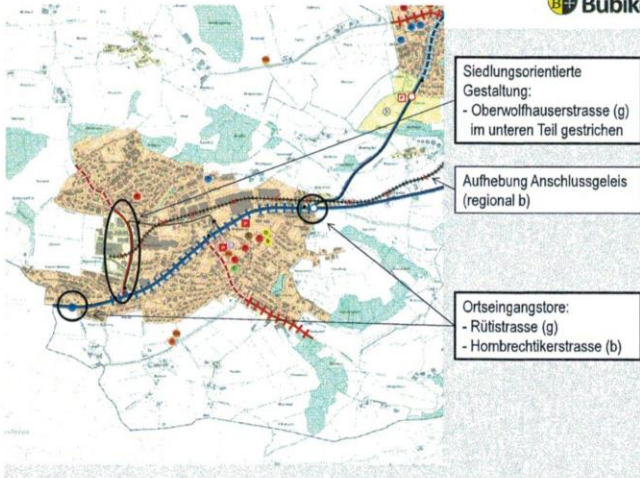 Bubik
Siedlungsorientierte
Gestaltung:
- Oberwolfhauserstrasse (g)
im unteren Teil gestrichen
Aufhebung Anschlussgeleis
(regional b)
Ortseingangstore:
- Rütistrasse (g)
- Hombrechtikerstrasse (b)